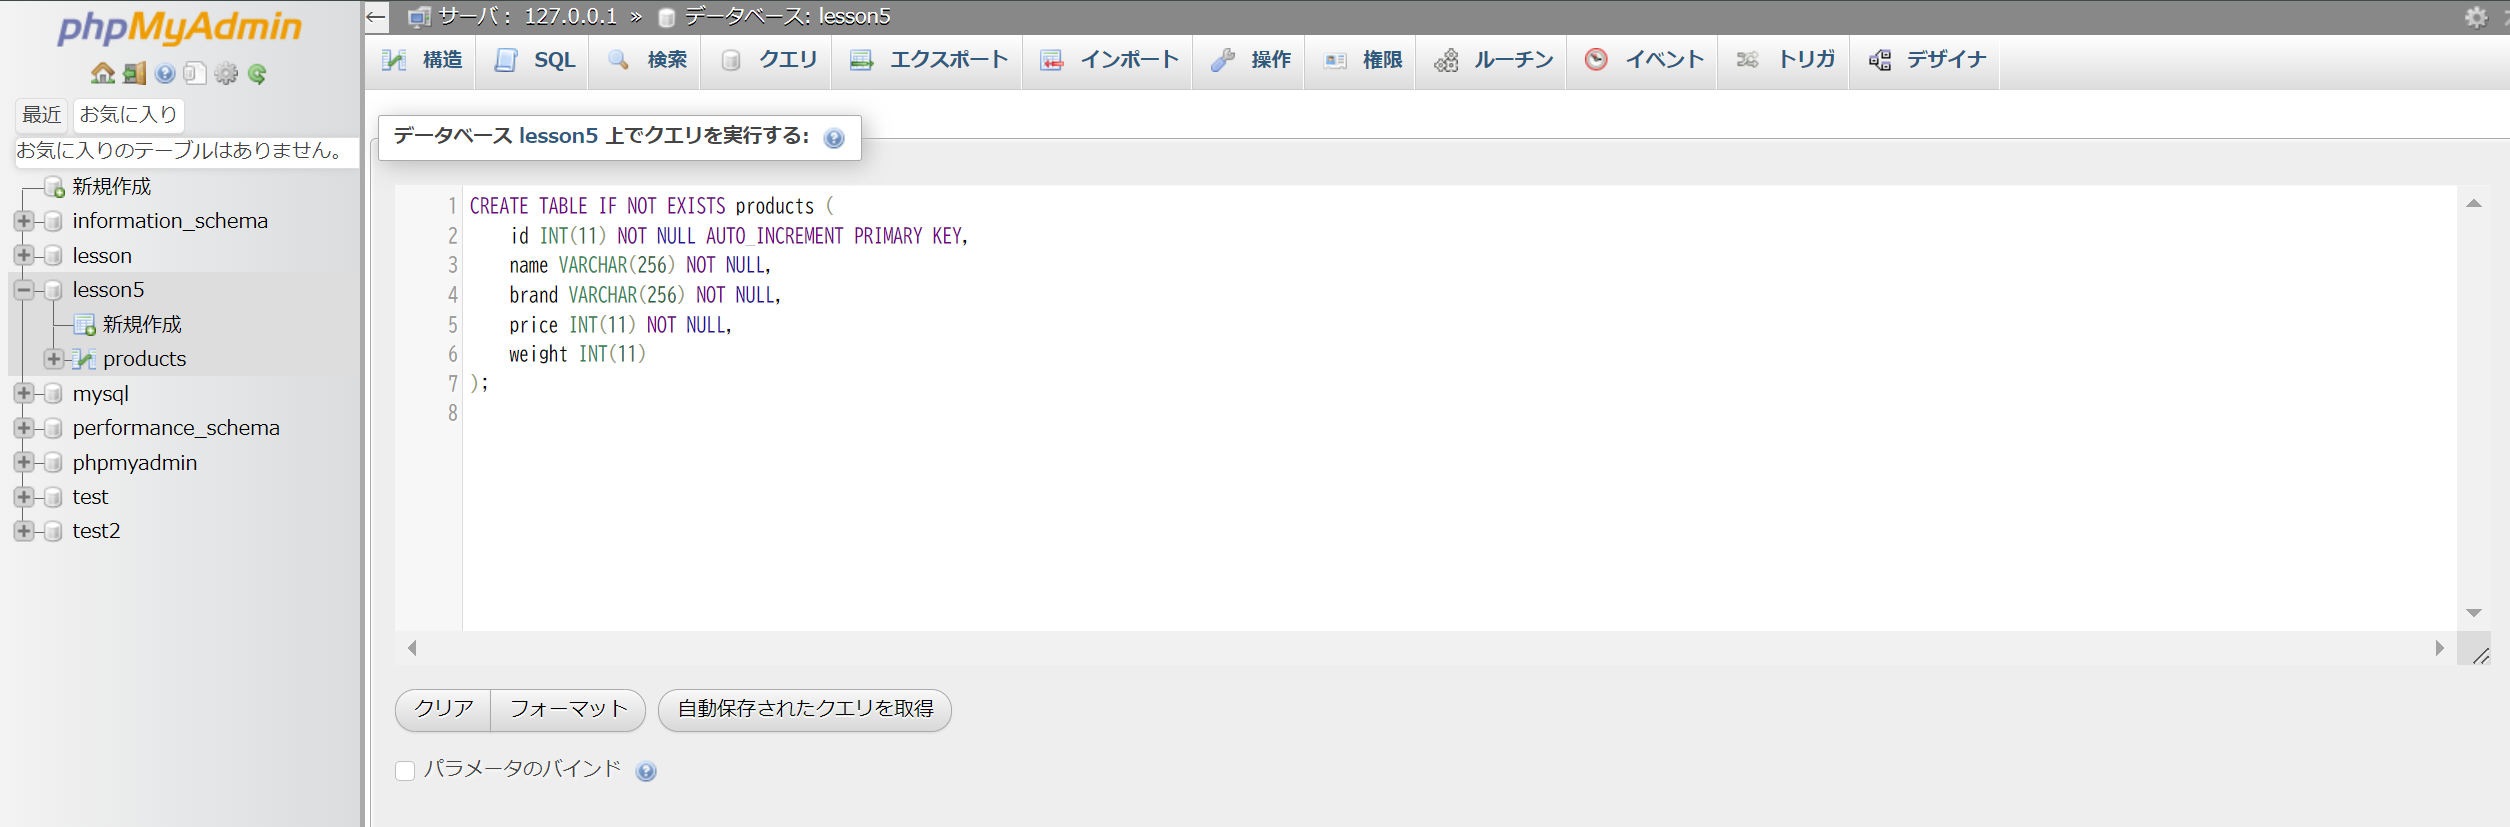 phpMyAdmin
最近 お気に入り
お気に入りのテーブルはありません。
新規作成
information_schema
lesson
lesson5
新規作成
products
mysql
performance_schema
phpmyadmin
test
test2
← サーバ: 127.0.0.1 » データベース: lesson5
構造 SQL 検索 クエリ エクスポート インポート 操作 権限 ルーチン イベント トリガ デザイナ
データベース lesson5 上でクエリを実行する:
1 CREATE TABLE IF NOT EXISTS products (
2 id INT(11) NOT NULL AUTO_INCREMENT PRIMARY KEY,
3 name VARCHAR(256) NOT NULL,
4 brand VARCHAR(256) NOT NULL,
5 price INT(11) NOT NULL,
6 weight INT(11)
7 );
8
クリア フォーマット 自動保存されたクエリを取得
パラメータのバインド